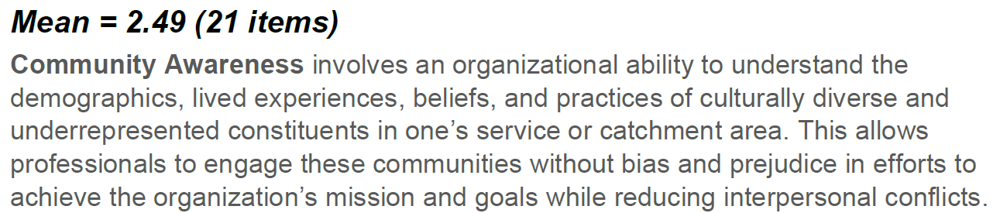 Mean = 2.49 (21 items)
Community Awareness involves an organizational ability to understand the
demographics, lived experiences, beliefs, and practices of culturally diverse and
underrepresented constituents in one’s service or catchment area. This allows
professionals to engage these communities without bias and prejudice in efforts to
achieve the organization’s mission and goals while reducing interpersonal conflicts.